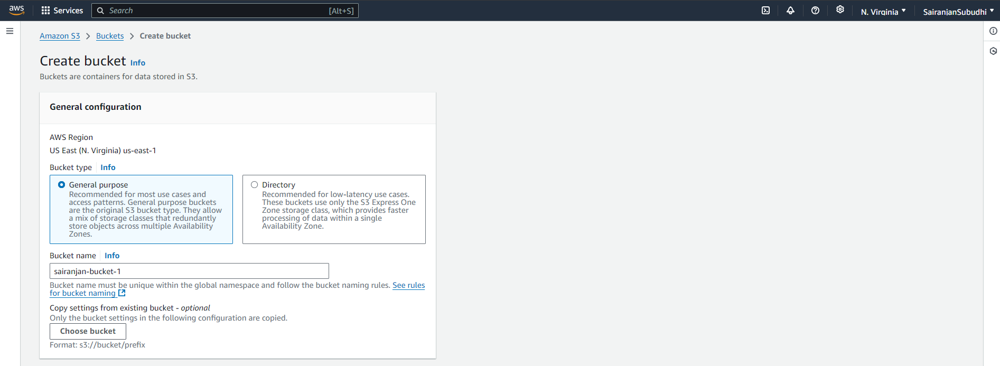 aws Services Search [Alt+S] N. Virginia SairanjanSubudhi
Amazon S3 > Buckets > Create bucket
Create bucket Info
Buckets are containers for data stored in S3.
General configuration
AWS Region
US East (N. Virginia) us-east-1
Bucket type Info
General purpose
Recommended for most use cases and
access patterns. General purpose buckets
are the original S3 bucket type. They allow
a mix of storage classes that redundantly
store objects across multiple Availability
Zones.
Directory
Recommended for low-latency use cases.
These buckets use only the S3 Express One
Zone storage class, which provides faster
processing of data within a single
Availability Zone.
Bucket name Info
sairanjan-bucket-1
Bucket name must be unique within the global namespace and follow the bucket naming rules. See rules
for bucket naming
Copy settings from existing bucket - optional
Only the bucket settings in the following configuration are copied.
Choose bucket
Format: s3://bucket/prefix